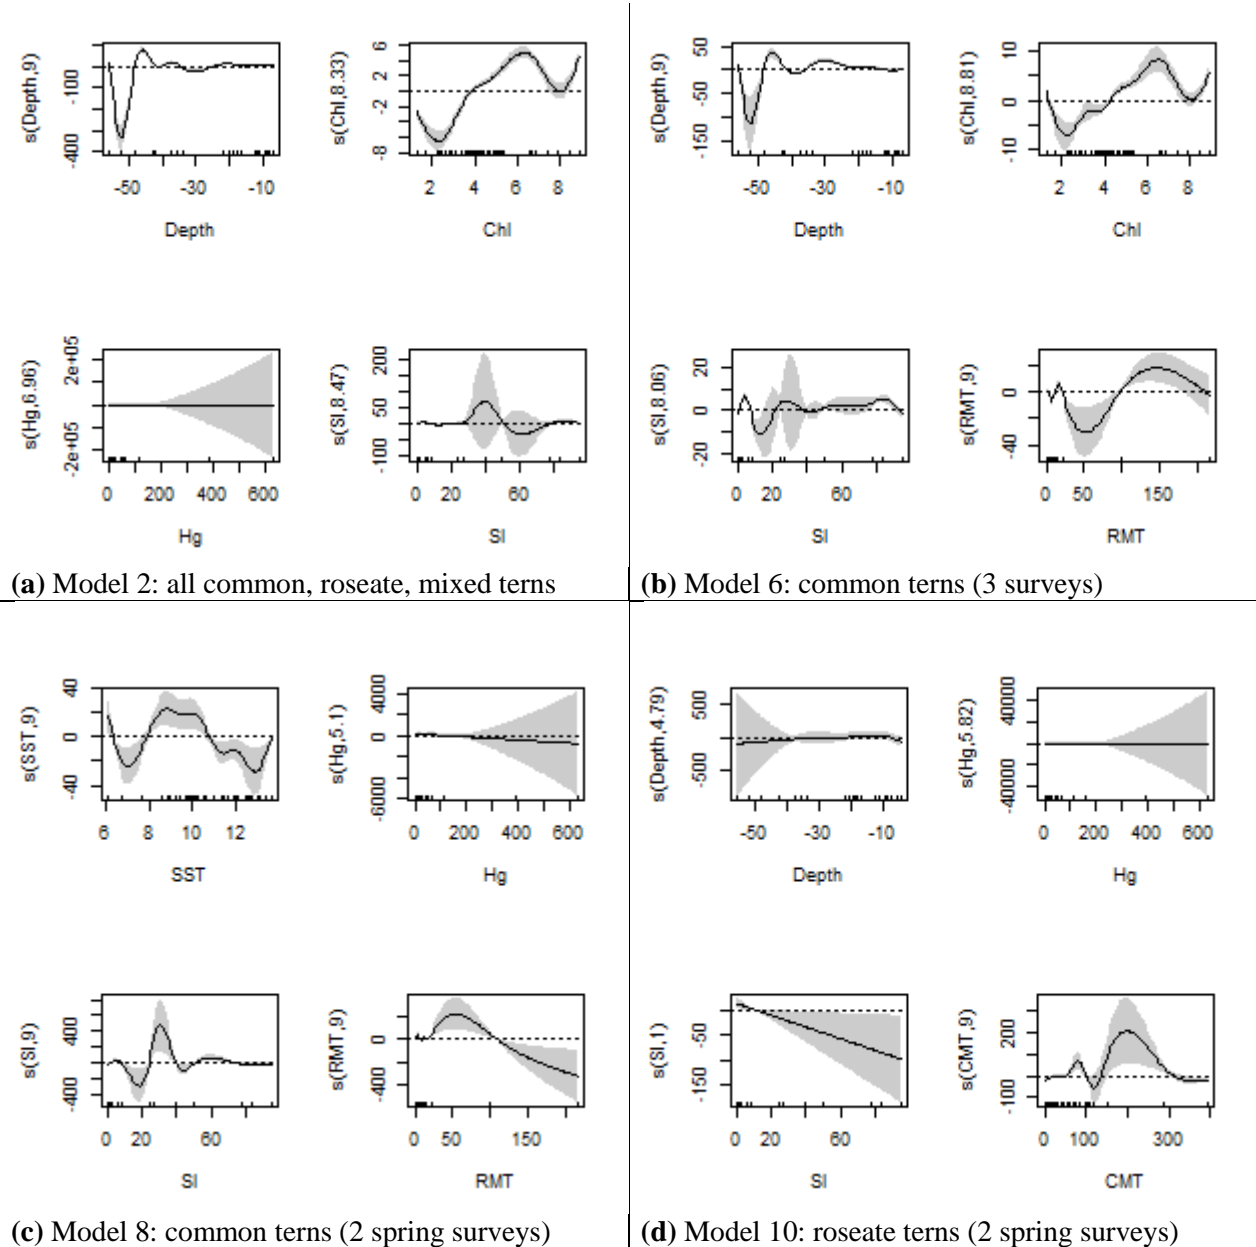 s(Depth,9)
-100
-400
-50 -30 -10
Depth
s(Chl,8.33)
6
2
-2
-8
2 4 6 8
Chl
s(Hg,6.96)
2e+05
0
-2e+05
0 200 400 600
Hg
s(SI,8.47)
200
50
-100
0 20 60
SI
(a) Model 2: all common, roseate, mixed terns
s(Depth,9)
50
0
-50
-150
-50 -30 -10
Depth
s(Chl,8.81)
10
0
-10
2 4 6 8
Chl
s(SI,8.06)
20
0
-20
0 20 60
SI
s(RMT,9)
0
-40
0 50 150
RMT
(b) Model 6: common terns (3 surveys)
s(SST,9)
40
0
-40
6 8 10 12
SST
s(Hg,5.1)
4000
0
-6000
0 200 400 600
Hg
s(SI,9)
400
0
-400
0 20 60
SI
s(RMT,9)
0
-400
0 50 150
RMT
(c) Model 8: common terns (2 spring surveys)
s(Depth,4.79)
500
0
-500
-50 -30 -10
Depth
s(Hg,5.82)
40000
0
-40000
0 200 400 600
Hg
s(SI,1)
-50
-150
0 20 60
SI
s(CMT,9)
200
-100
0 100 300
CMT
(d) Model 10: roseate terns (2 spring surveys)